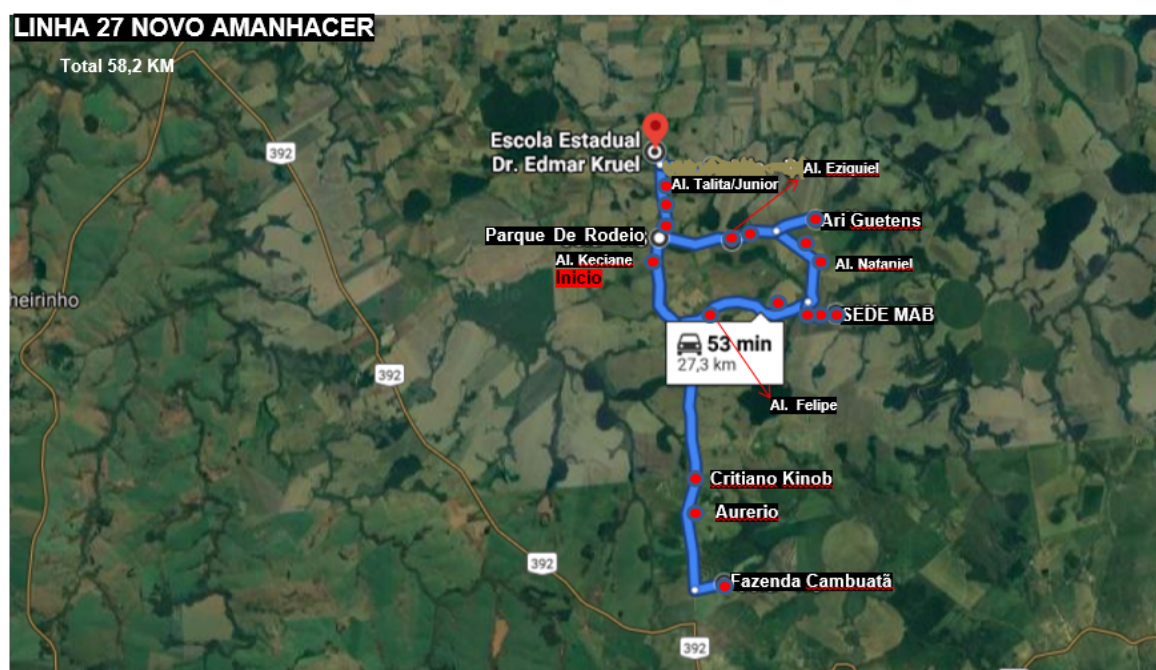 LINHA 27 NOVO AMANHACER
Total 58,2 KM
392
Escola Estadual
Dr. Edmar Kruel
Al. Talita/Junior
Al. Eziquiel
Ari Guetens
Parque De Rodeio
Al. Keciane
Inicio
Al. Nataniel
heirinho
SEDE MAB
53 min
27,3 km
392
Al. Felipe
Critiano Kinob
Aurerio
392
Fazenda Cambuatã
392